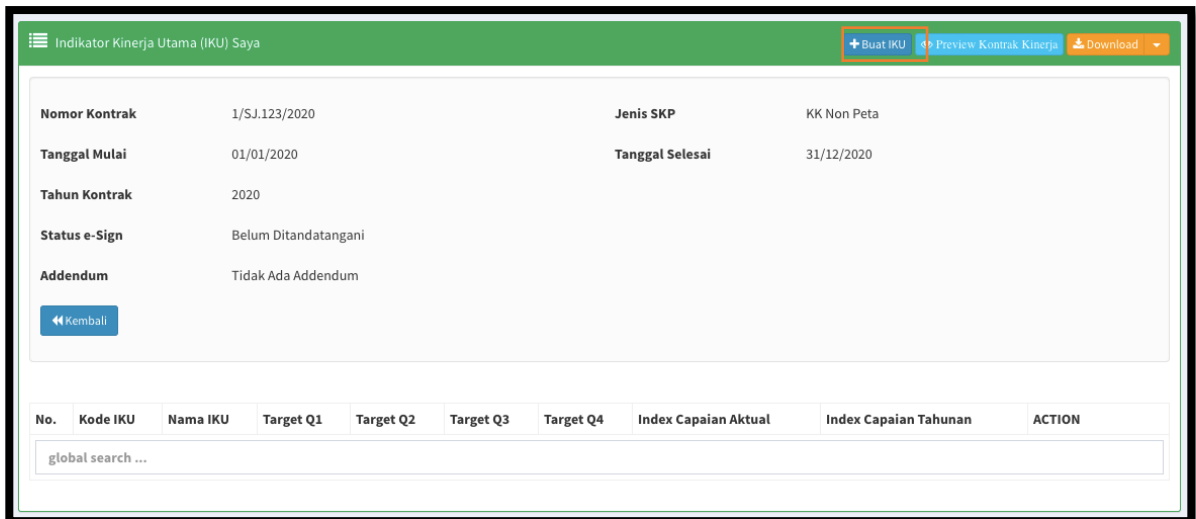 Indikator Kinerja Utama (IKU) Saya
Buat IKU Preview Kontrak Kinerja Download
Nomor Kontrak 1/SJ.123/2020 Jenis SKP KK Non Peta
Tanggal Mulai 01/01/2020 Tanggal Selesai 31/12/2020
Tahun Kontrak 2020
Status e-Sign Belum Ditandatangani
Addendum Tidak Ada Addendum
Kembali
No. Kode IKU Nama IKU Target Q1 Target Q2 Target Q3 Target Q4 Index Capaian Aktual Index Capaian Tahunan ACTION
global search ...